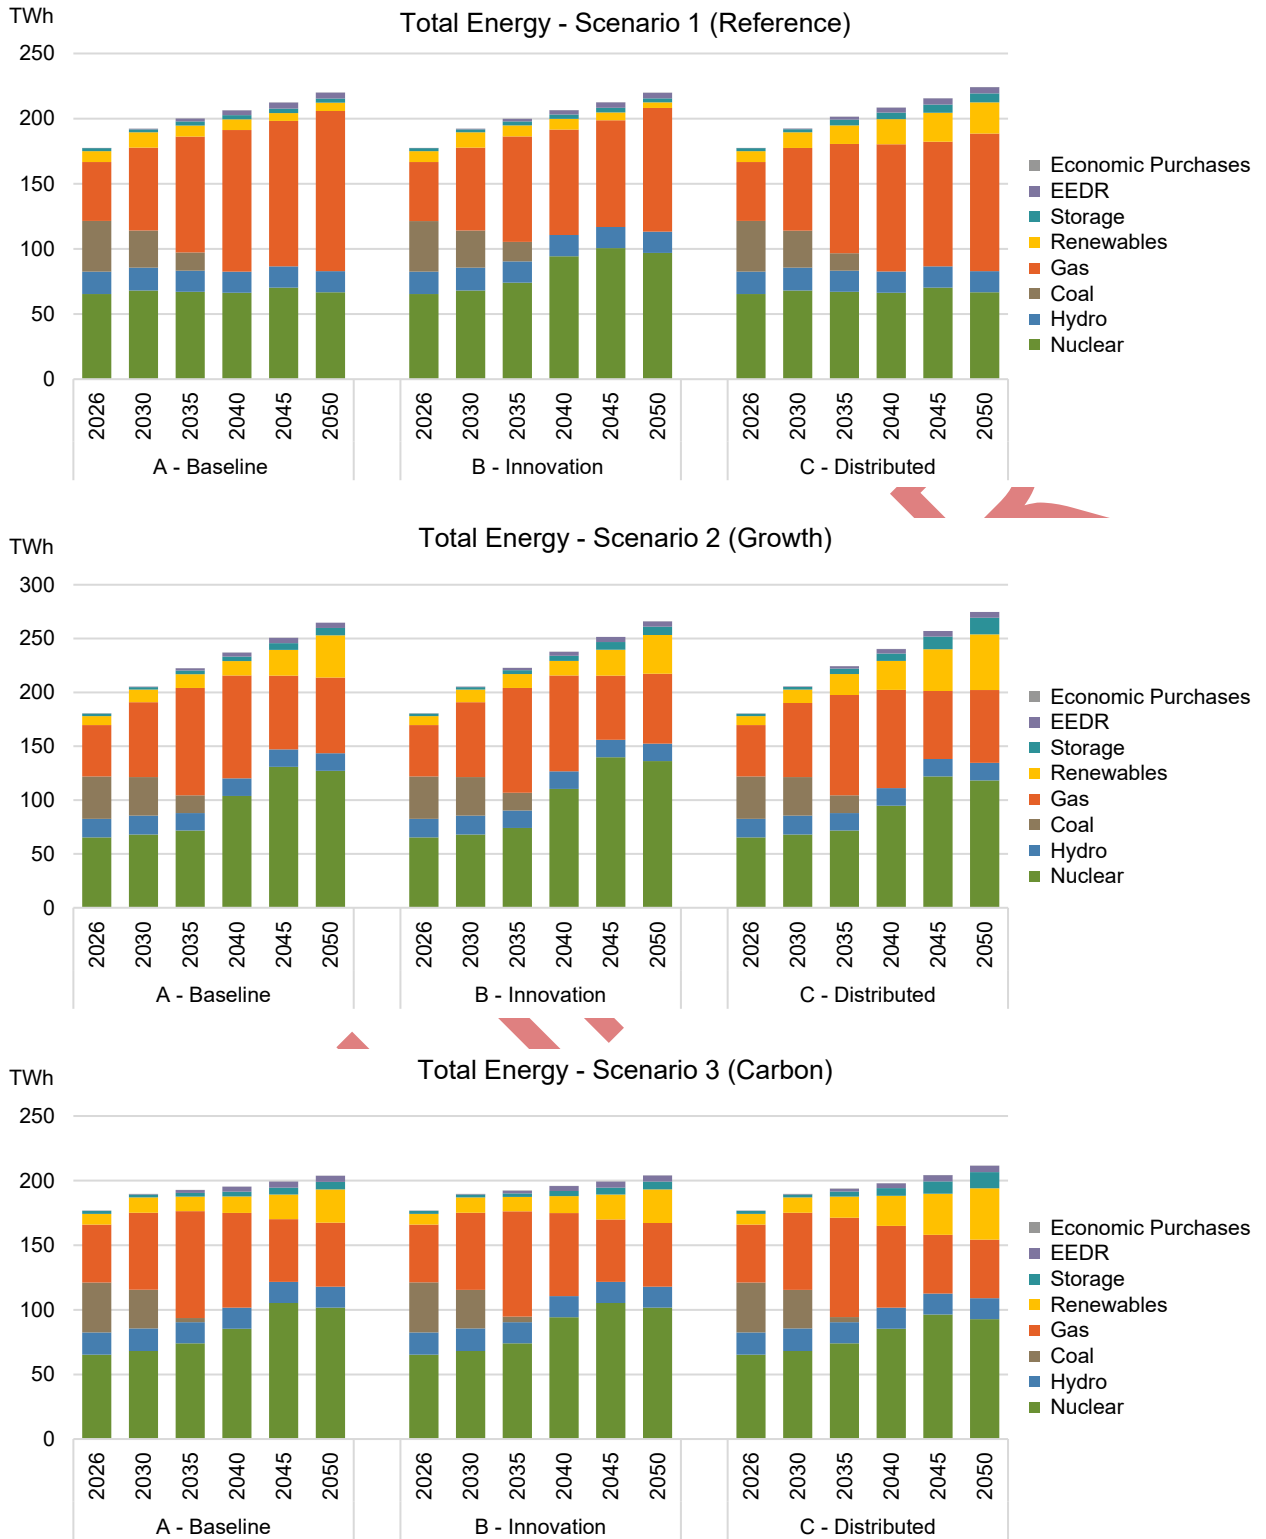 TWh
Total Energy - Scenario 1 (Reference)
250
200
150
100
50
0
2026 2030 2035 2040 2045 2050 2026 2030 2035 2040 2045 2050 2026 2030 2035 2040 2045 2050
A - Baseline B - Innovation C - Distributed
Economic Purchases
EEDR
Storage
Renewables
Gas
Coal
Hydro
Nuclear
TWh
Total Energy - Scenario 2 (Growth)
300
250
200
150
100
50
0
2026 2030 2035 2040 2045 2050 2026 2030 2035 2040 2045 2050 2026 2030 2035 2040 2045 2050
A - Baseline B - Innovation C - Distributed
Economic Purchases
EEDR
Storage
Renewables
Gas
Coal
Hydro
Nuclear
TWh
Total Energy - Scenario 3 (Carbon)
250
200
150
100
50
0
2026 2030 2035 2040 2045 2050 2026 2030 2035 2040 2045 2050 2026 2030 2035 2040 2045 2050
A - Baseline B - Innovation C - Distributed
Economic Purchases
EEDR
Storage
Renewables
Gas
Coal
Hydro
Nuclear